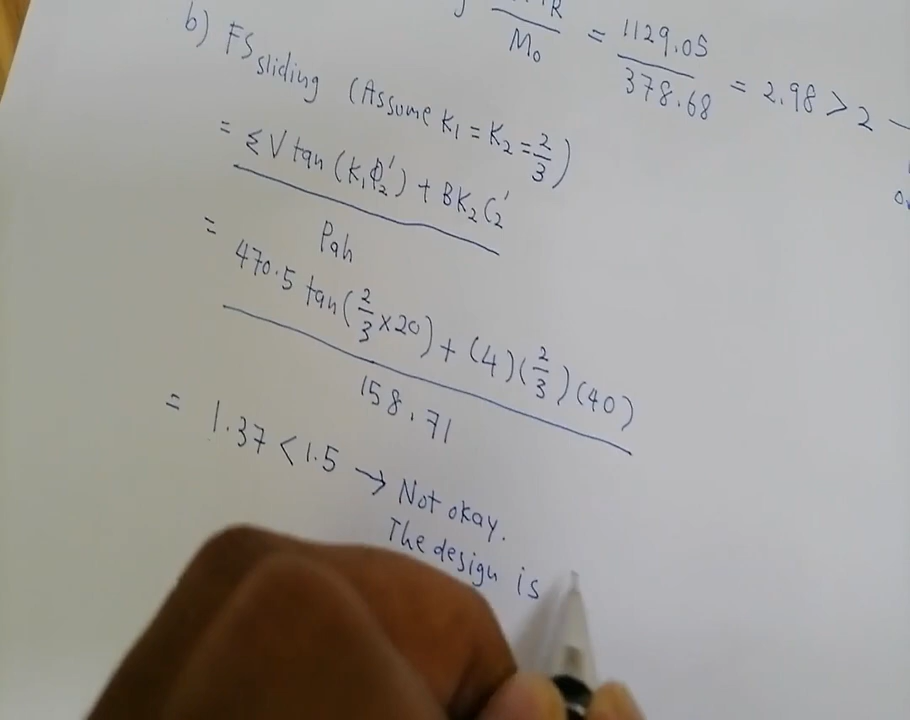 / M₀ = 1129.05 / 378.68 = 2.98 > 2
b) FS sliding (Assume K₁ = K₂ = 2/3)
= ΣV tan (K₁Φ₂') + BK₂C₂' / Pah
= 470.5 tan (2/3 × 20) + (4)(2/3)(40) / 158.71
= 1.37 < 1.5 → Not okay.
The design is